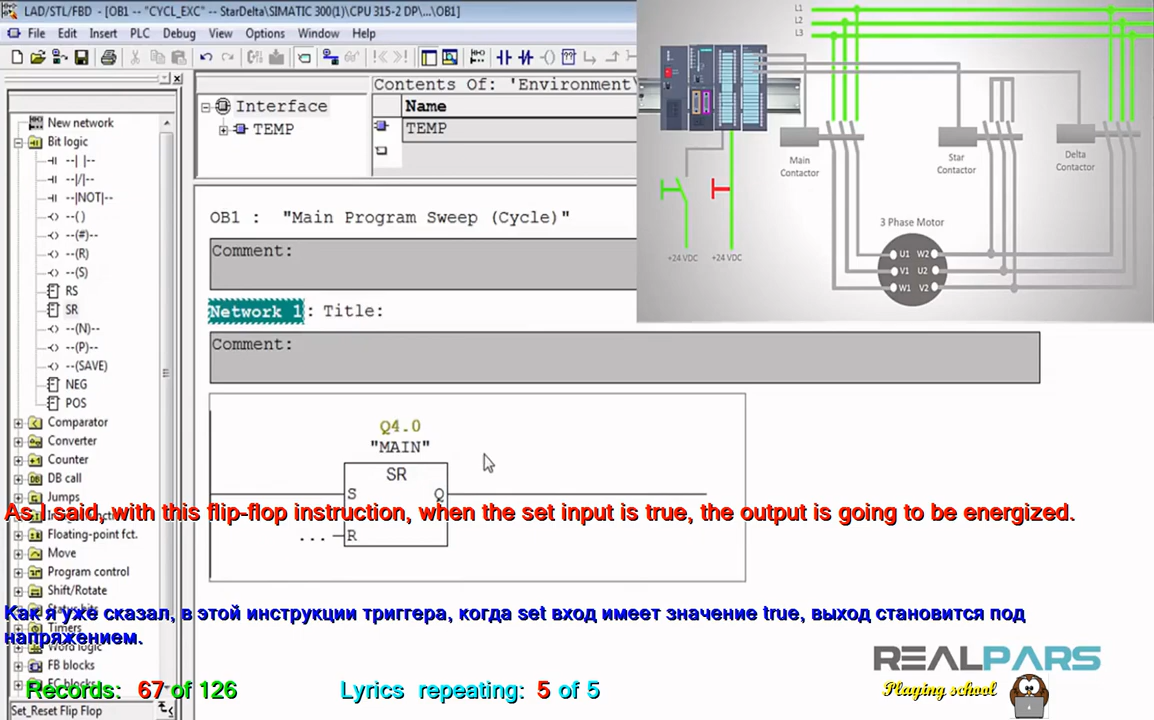 LAD/STL/FBD - [OB1 -- "CYCL_EXC" -- StarDelta\SIMATIC 300(1)\CPU 315-2 DP\...\OB1]
File Edit Insert PLC Debug View Options Window Help
Contents Of: 'Environment\
Interface
Name
TEMP
TEMP
New network
Bit logic
--| |--
--|/|--
--|NOT|--
--( )
--(#)--
--(R)
--(S)
RS
SR
--(N)--
--(P)--
--(SAVE)
NEG
POS
Comparator
Converter
Counter
DB call
Jumps
Floating-point fct.
Move
Program control
Shift/Rotate
Timers
FB blocks
Set_Reset Flip Flop
OB1 : "Main Program Sweep (Cycle)"
Comment:
Network 1: Title:
Comment:
Q4.0
"MAIN"
SR
S Q
... R
L1
L2
L3
Main Contactor
Star Contactor
Delta Contactor
3 Phase Motor
U1 W2
V1 U2
W1 V2
+24 VDC +24 VDC
As I said, with this flip-flop instruction, when the set input is true, the output is going to be energized.
Как я уже сказал, в этой инструкции триггера, когда set вход имеет значение true, выход становится под
напряжением.
REALPARS
Playing school
Records: 67 of 126 Lyrics repeating: 5 of 5